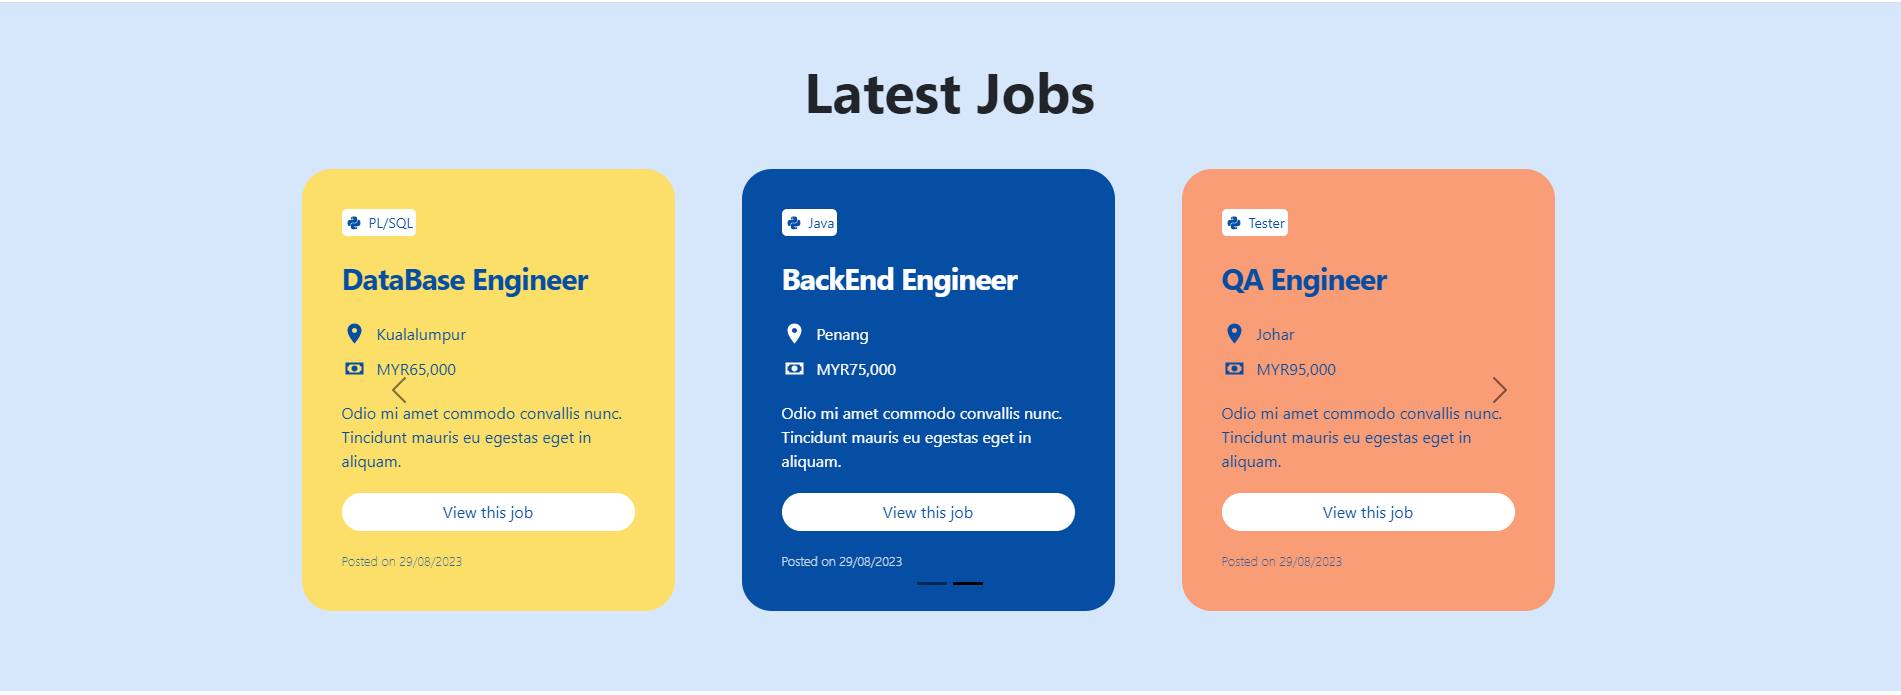 Latest Jobs
PL/SQL
DataBase Engineer
Kualalumpur
MYR65,000
Odio mi amet commodo convallis nunc.
Tincidunt mauris eu egestas eget in
aliquam.
View this job
Posted on 29/08/2023
Java
BackEnd Engineer
Penang
MYR75,000
Odio mi amet commodo convallis nunc.
Tincidunt mauris eu egestas eget in
aliquam.
View this job
Posted on 29/08/2023
Tester
QA Engineer
Johar
MYR95,000
Odio mi amet commodo convallis nunc.
Tincidunt mauris eu egestas eget in
aliquam.
View this job
Posted on 29/08/2023